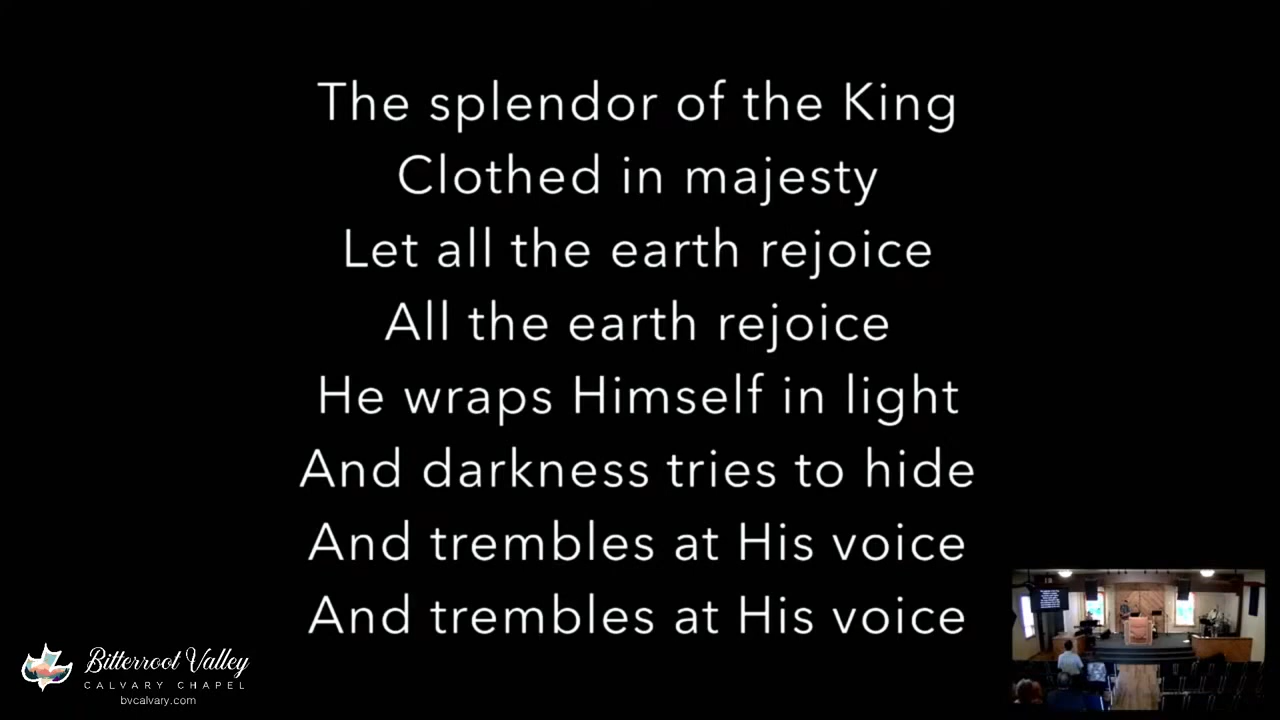 The splendor of the King
Clothed in majesty
Let all the earth rejoice
All the earth rejoice
He wraps Himself in light
And darkness tries to hide
And trembles at His voice
And trembles at His voice
Bitterroot Valley
CALVARY CHAPEL
bvcalvary.com